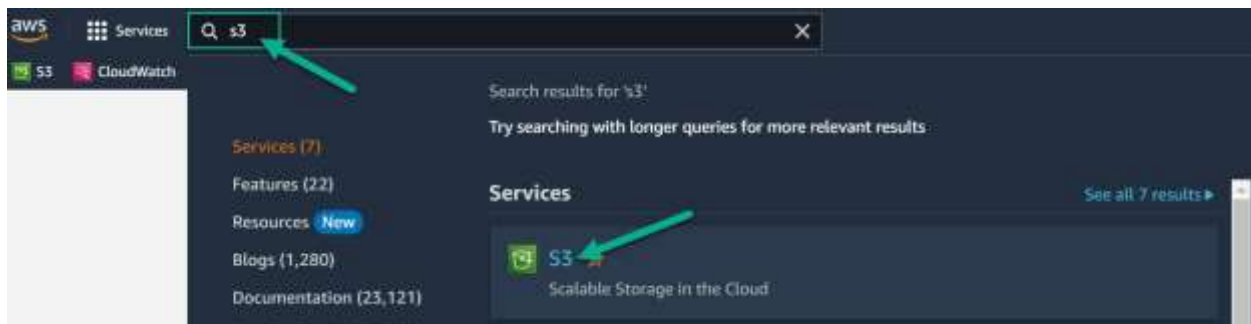 aws
Services
s3
S3
CloudWatch
Search results for 's3'
Try searching with longer queries for more relevant results
Services (7)
Features (22)
Resources New
Blogs (1,280)
Documentation (23,121)
Services
See all 7 results ▶
S3
Scalable Storage in the Cloud